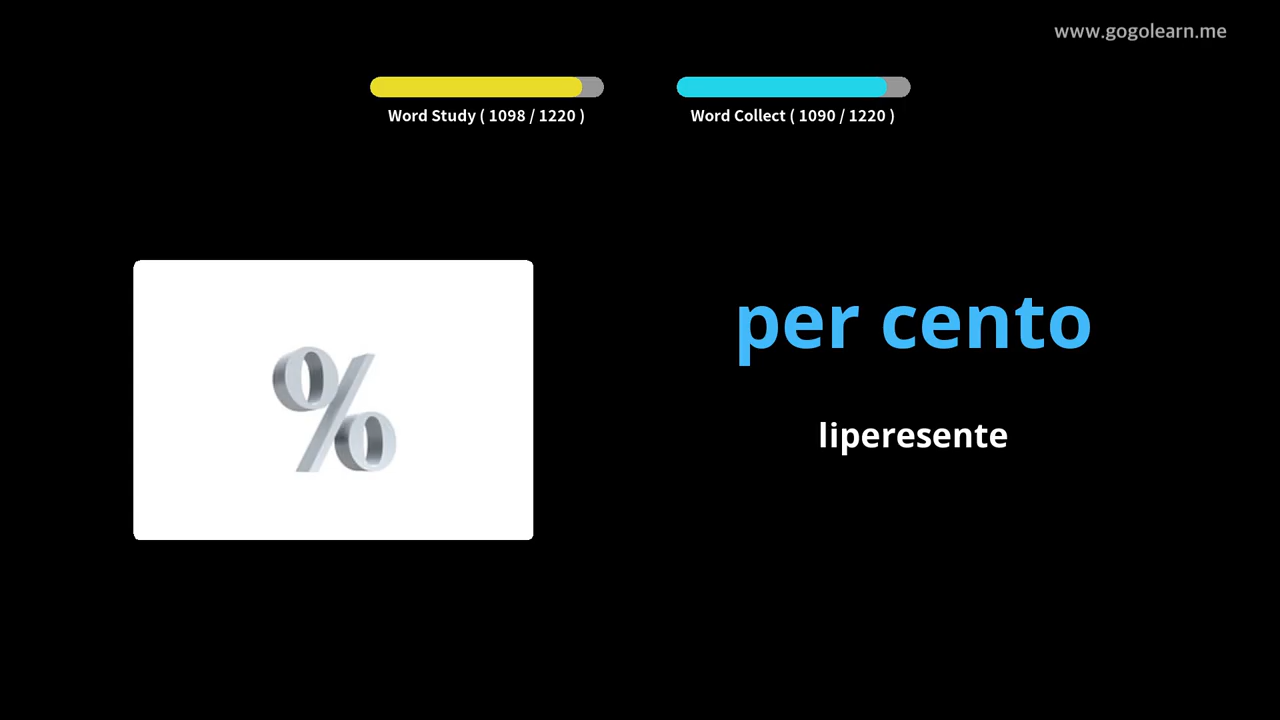 www.gogolearn.me
Word Study ( 1098 / 1220 )
Word Collect ( 1090 / 1220 )
%
per cento
liperesente